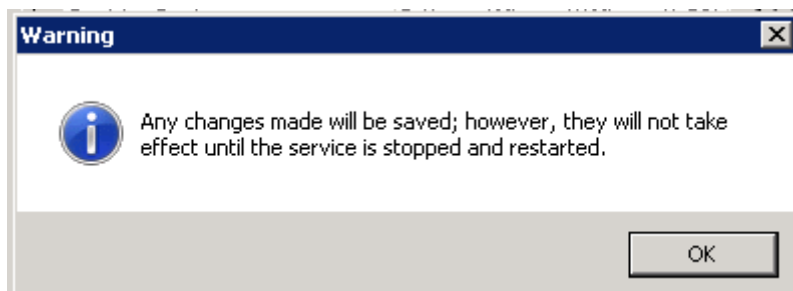 Warning
Any changes made will be saved; however, they will not take
effect until the service is stopped and restarted.
OK